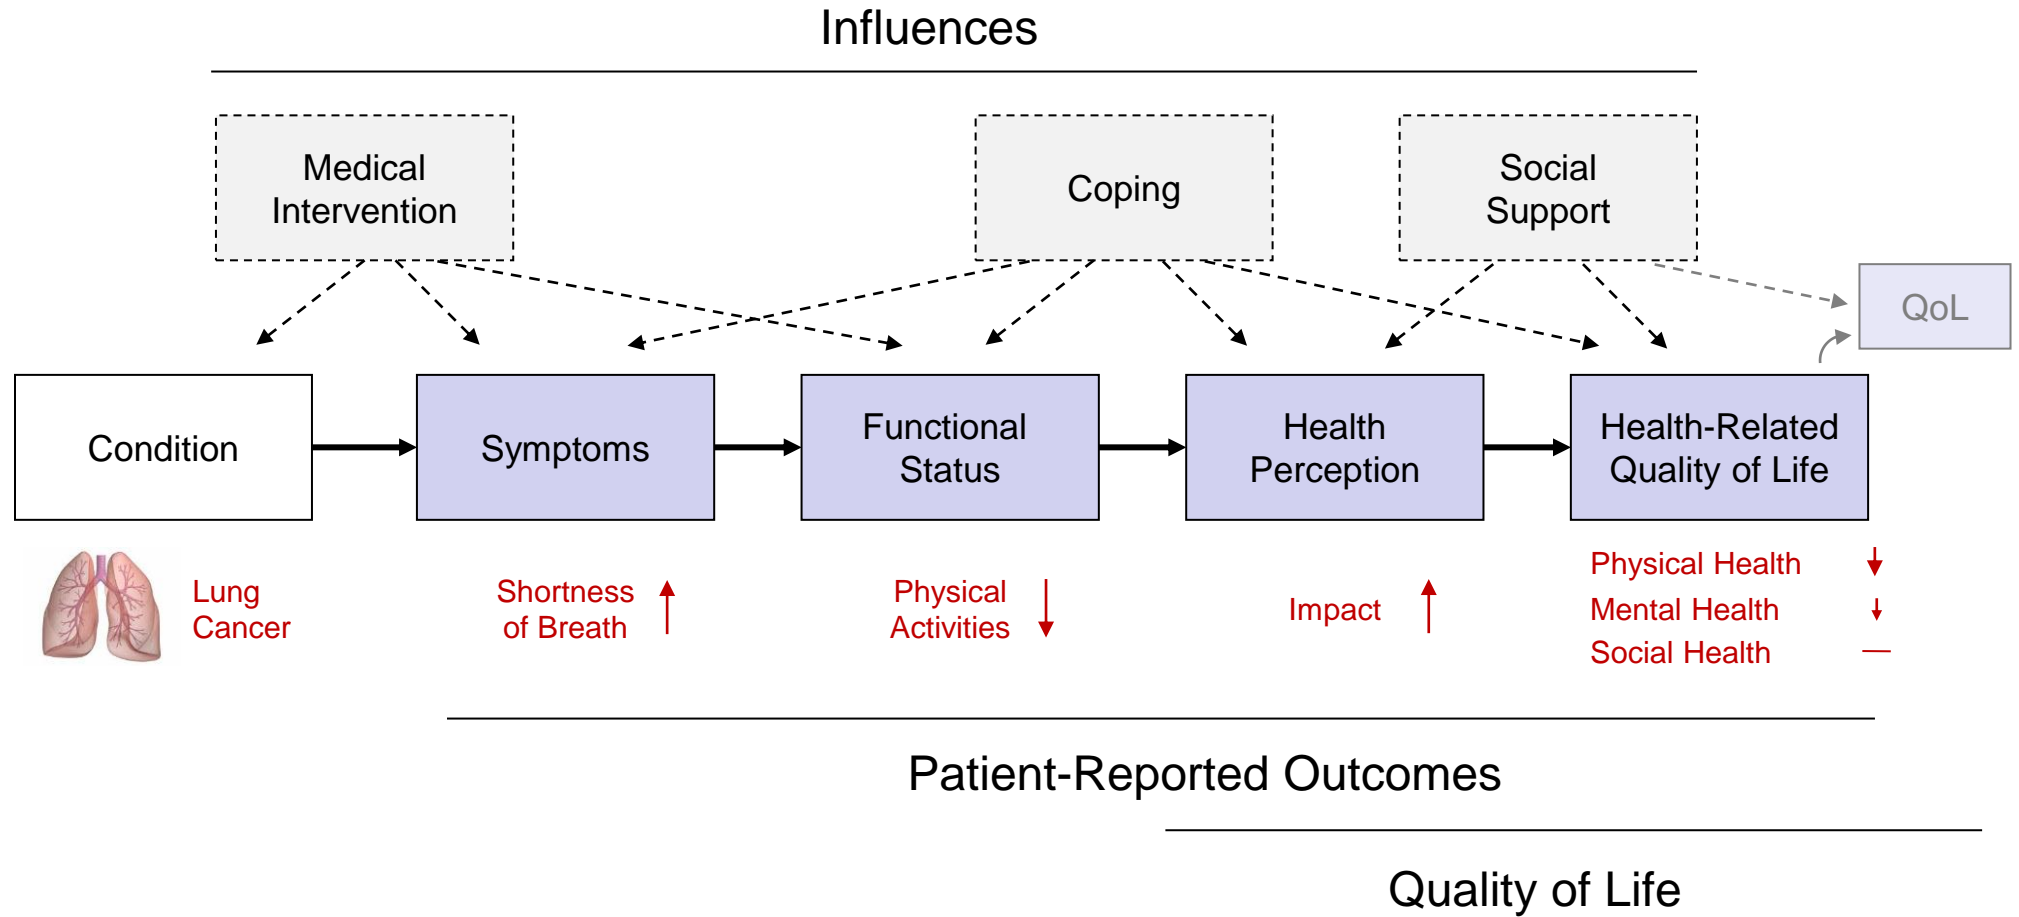 Influences
Medical
Intervention
Coping
Social
Support
QoL
Condition
Symptoms
Functional
Status
Health
Perception
Health-Related
Quality of Life
Lung
Cancer
Shortness
of Breath
Physical
Activities
Impact
Physical Health
Mental Health
Social Health
Patient-Reported Outcomes
Quality of Life